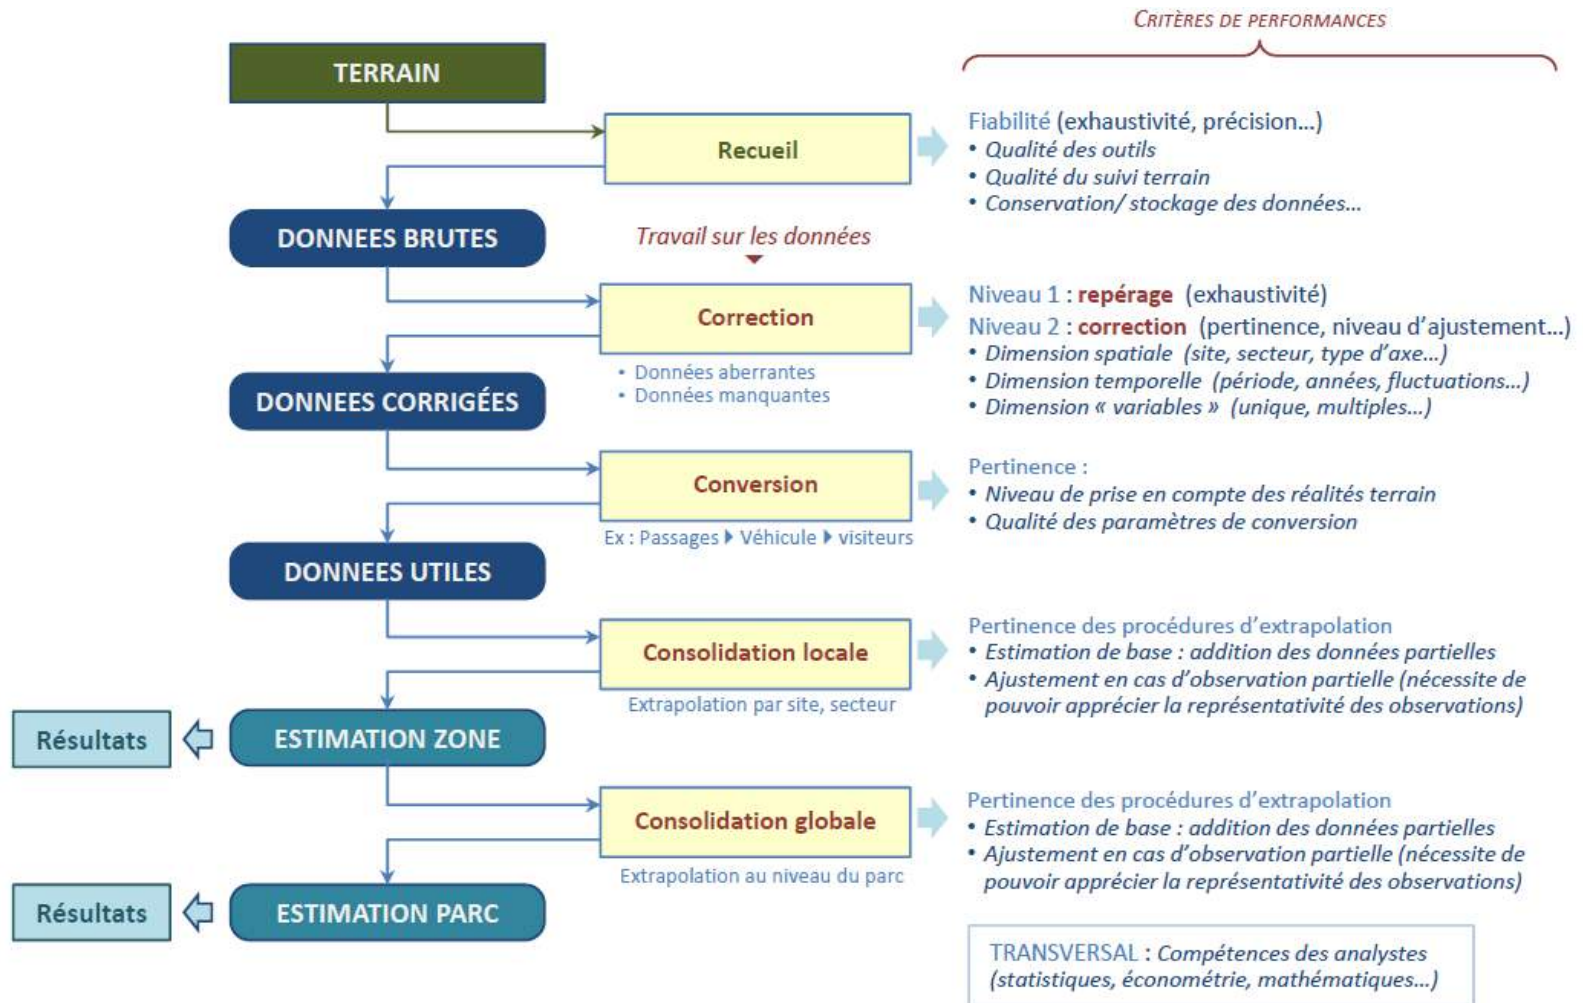 CRITÈRES DE PERFORMANCES
TERRAIN
Recueil
Fiabilité (exhaustivité, précision...)
• Qualité des outils
• Qualité du suivi terrain
• Conservation/ stockage des données...
DONNEES BRUTES
Travail sur les données
Correction
• Données aberrantes
• Données manquantes
Niveau 1 : repérage (exhaustivité)
Niveau 2 : correction (pertinence, niveau d'ajustement...)
• Dimension spatiale (site, secteur, type d'axe...)
• Dimension temporelle (période, années, fluctuations...)
• Dimension « variables » (unique, multiples...)
DONNEES CORRIGÉES
Conversion
Ex : Passages ▶ Véhicule ▶ visiteurs
Pertinence :
• Niveau de prise en compte des réalités terrain
• Qualité des paramètres de conversion
DONNEES UTILES
Consolidation locale
Extrapolation par site, secteur
Pertinence des procédures d'extrapolation
• Estimation de base : addition des données partielles
• Ajustement en cas d'observation partielle (nécessite de
pouvoir apprécier la représentativité des observations)
Résultats
ESTIMATION ZONE
Consolidation globale
Extrapolation au niveau du parc
Pertinence des procédures d'extrapolation
• Estimation de base : addition des données partielles
• Ajustement en cas d'observation partielle (nécessite de
pouvoir apprécier la représentativité des observations)
Résultats
ESTIMATION PARC
TRANSVERSAL : Compétences des analystes
(statistiques, économétrie, mathématiques...)